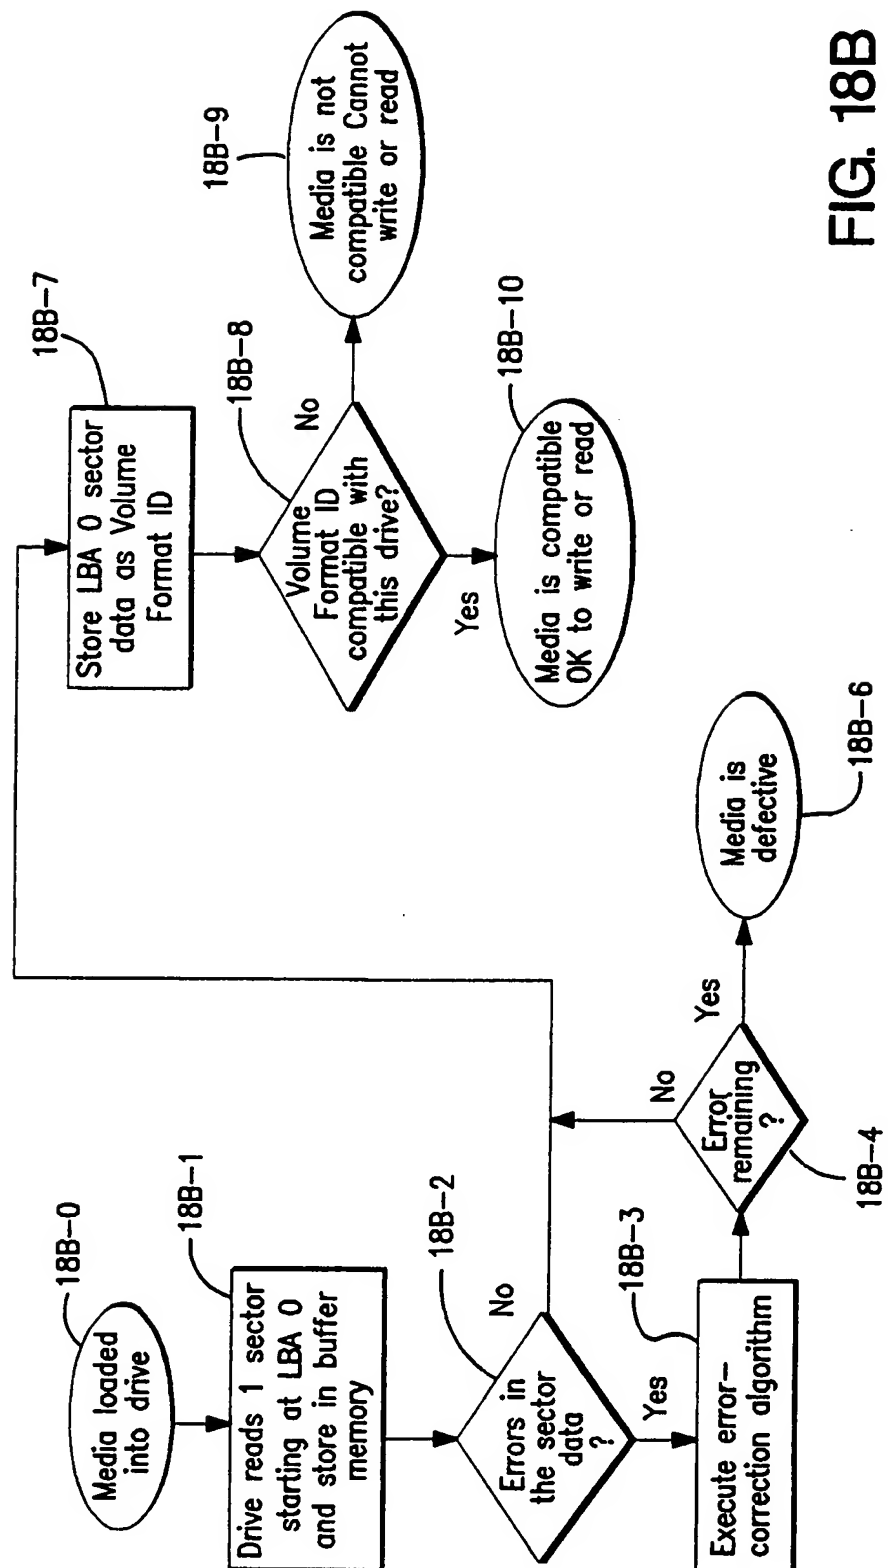 18B-0
Media loaded
into drive
18B-1
Drive reads 1 sector
starting at LBA 0
and store in buffer
memory
18B-2
Errors in
the sector
data
?
No
Yes
18B-3
Execute error-
correction algorithm
Error
remaining
?
18B-4
No
Yes
Media is
defective
18B-6
18B-7
Store LBA 0 sector
data as Volume
Format ID
18B-8
Volume
Format ID
compatible with
this drive?
No
18B-9
Media is not
compatible Cannot
write or read
Yes
18B-10
Media is compatible
OK to write or read
FIG. 18B